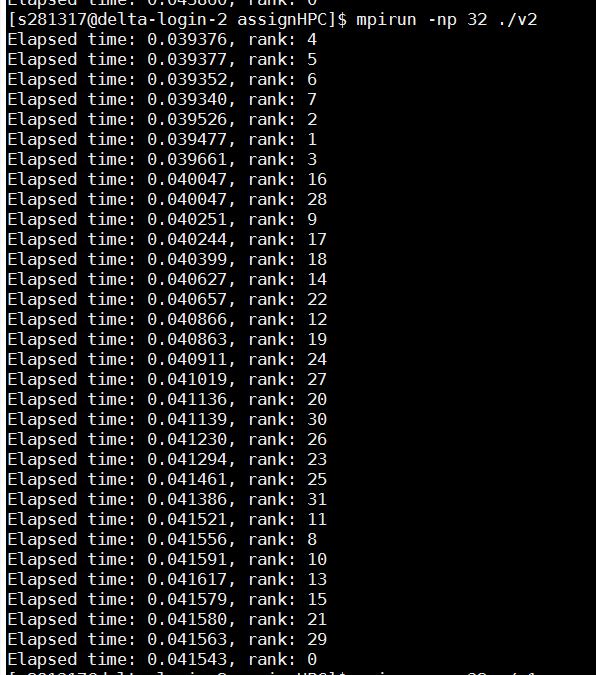 [s281317@delta-login-2 assignHPC]$ mpirun -np 32 ./v2
Elapsed time: 0.039376, rank: 4
Elapsed time: 0.039377, rank: 5
Elapsed time: 0.039352, rank: 6
Elapsed time: 0.039340, rank: 7
Elapsed time: 0.039526, rank: 2
Elapsed time: 0.039477, rank: 1
Elapsed time: 0.039661, rank: 3
Elapsed time: 0.040047, rank: 16
Elapsed time: 0.040047, rank: 28
Elapsed time: 0.040251, rank: 9
Elapsed time: 0.040244, rank: 17
Elapsed time: 0.040399, rank: 18
Elapsed time: 0.040627, rank: 14
Elapsed time: 0.040657, rank: 22
Elapsed time: 0.040866, rank: 12
Elapsed time: 0.040863, rank: 19
Elapsed time: 0.040911, rank: 24
Elapsed time: 0.041019, rank: 27
Elapsed time: 0.041136, rank: 20
Elapsed time: 0.041139, rank: 30
Elapsed time: 0.041230, rank: 26
Elapsed time: 0.041294, rank: 23
Elapsed time: 0.041461, rank: 25
Elapsed time: 0.041386, rank: 31
Elapsed time: 0.041521, rank: 11
Elapsed time: 0.041556, rank: 8
Elapsed time: 0.041591, rank: 10
Elapsed time: 0.041617, rank: 13
Elapsed time: 0.041579, rank: 15
Elapsed time: 0.041580, rank: 21
Elapsed time: 0.041563, rank: 29
Elapsed time: 0.041543, rank: 0